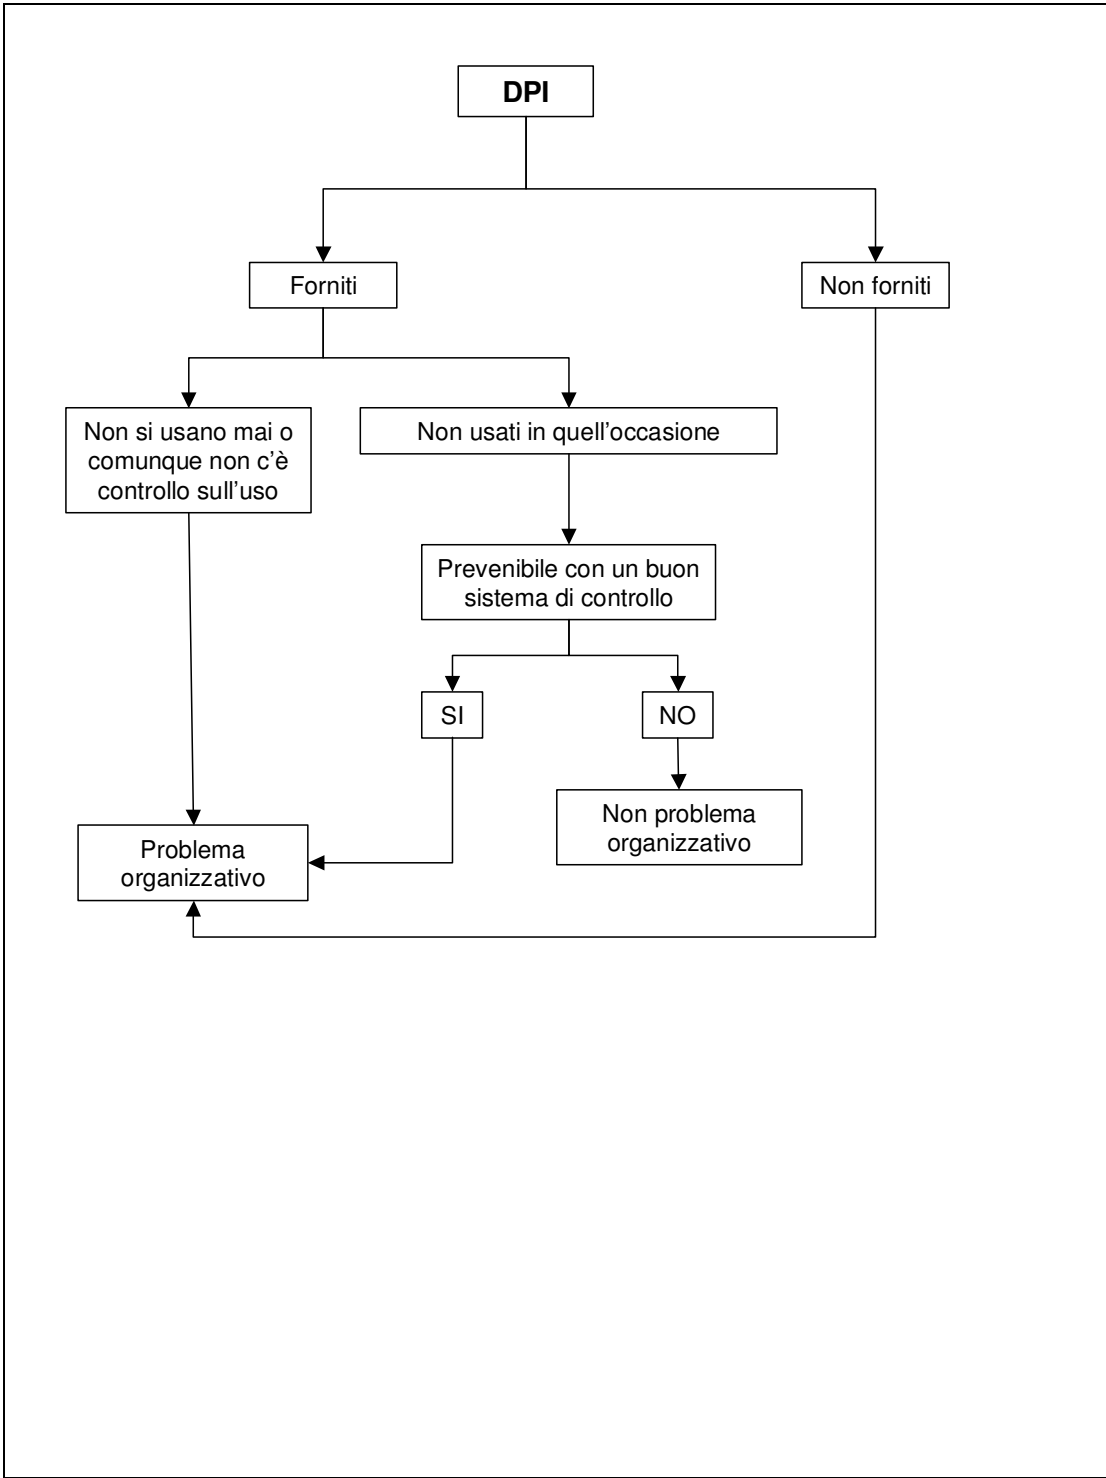 DPI
Forniti
Non forniti
Non si usano mai o
comunque non c'è
controllo sull'uso
Non usati in quell'occasione
Prevenibile con un buon
sistema di controllo
SI
NO
Non problema
organizzativo
Problema
organizzativo